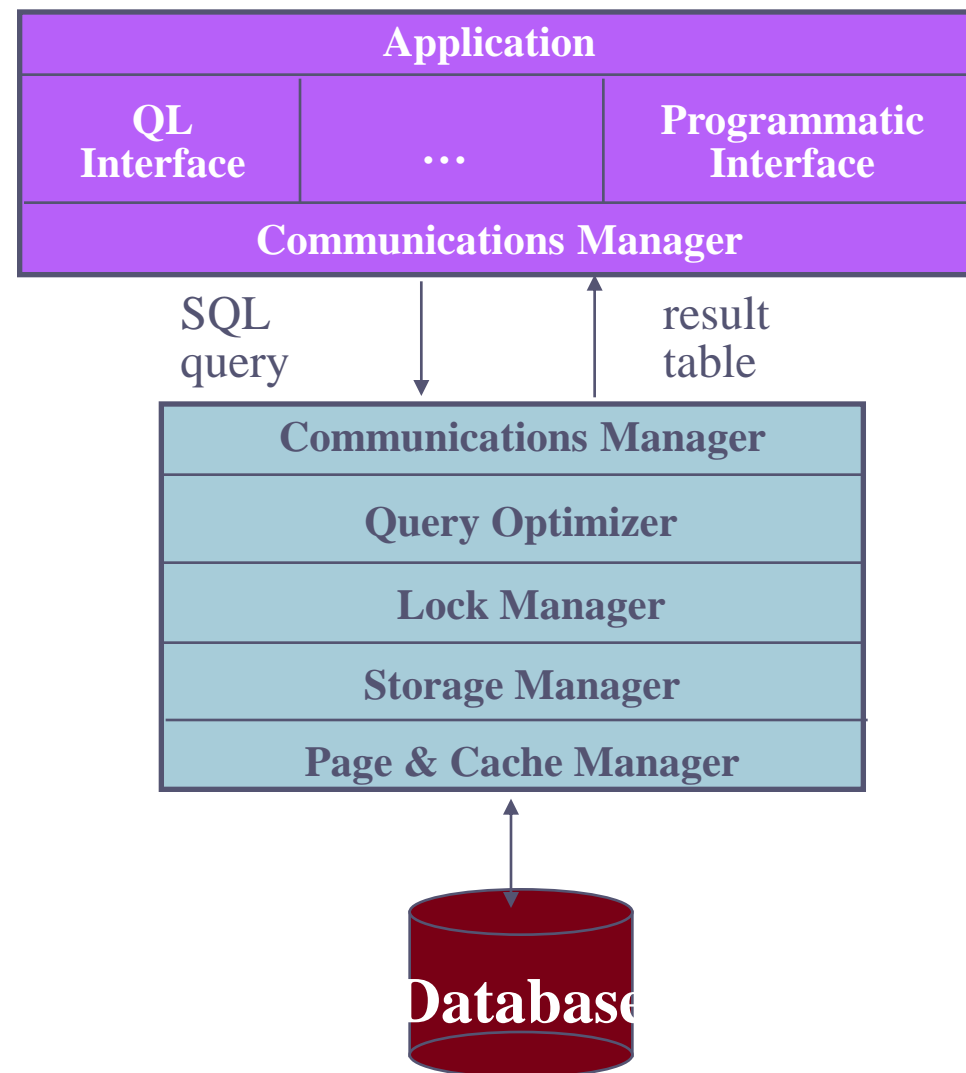 Application
QL
Interface
…
Programmatic
Interface
Communications Manager
SQL
query
result
table
Communications Manager
Query Optimizer
Lock Manager
Storage Manager
Page & Cache Manager
Database